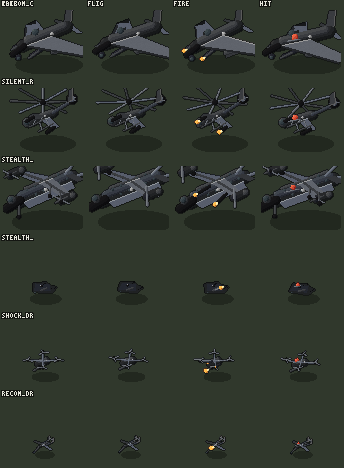 FLIG
FIRE
HIT
SILENT_R
STEALTH_
STEALTH_
SHOCK_DR
RECON_DR